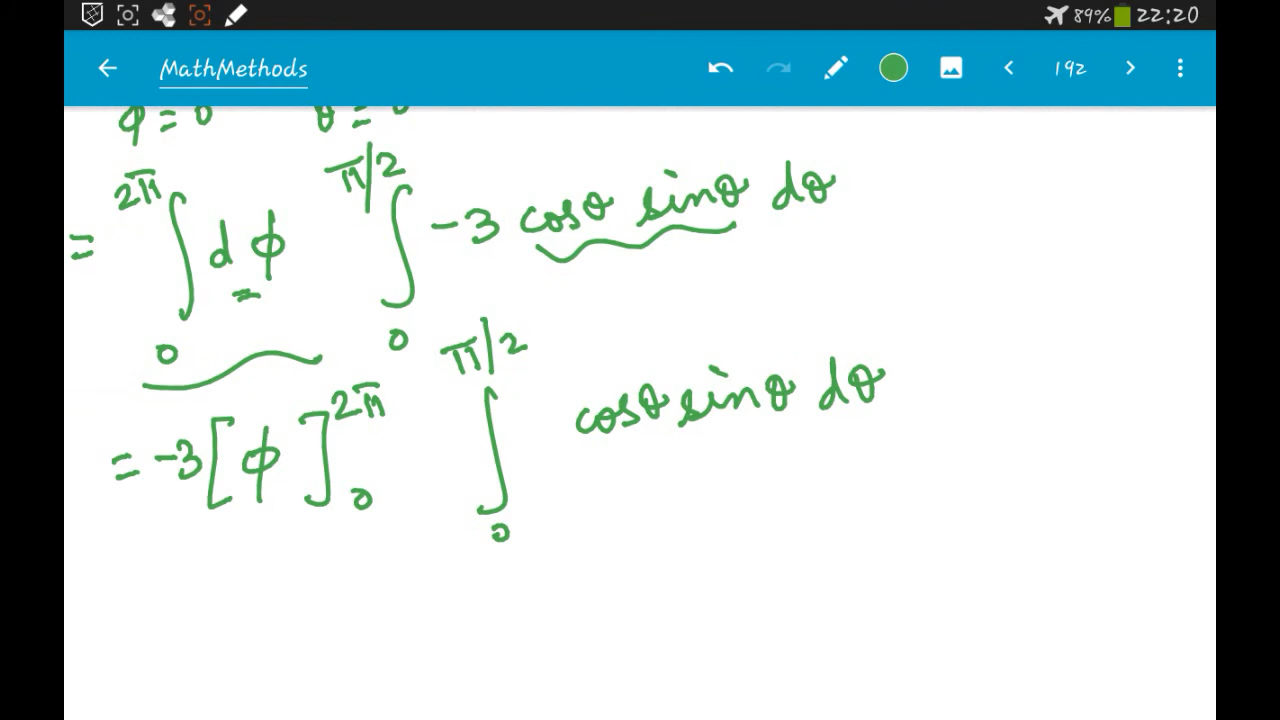 89% 22:20
MathMethods 192
φ = 0 θ = 0
= ∫₀^{2π} dφ ∫₀^{π/2} -3 cosθ sinθ dθ
= -3 [φ]₀^{2π} ∫₀^{π/2} cosθ sinθ dθ